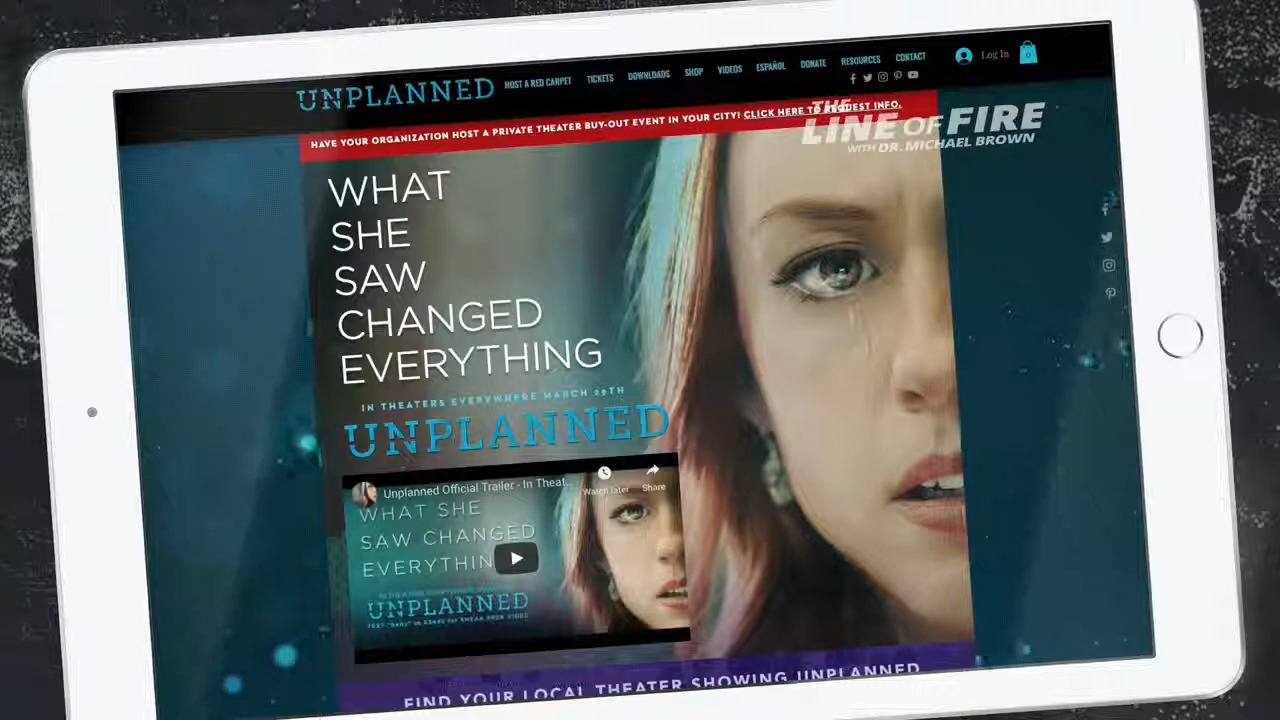 UNPLANNED
HOST A RED CARPET TICKETS DOWNLOADS SHOP VIDEOS ESPAÑOL DONATE RESOURCES CONTACT
Log In
0
HAVE YOUR ORGANIZATION HOST A PRIVATE THEATER BUY-OUT EVENT IN YOUR CITY! CLICK HERE TO REQUEST INFO.
THE
LINE OF FIRE
WITH DR. MICHAEL BROWN
WHAT
SHE
SAW
CHANGED
EVERYTHING
IN THEATERS EVERYWHERE MARCH 29TH
UNPLANNED
Unplanned Official Trailer - In Theat...
Watch later
Share
WHAT SHE
SAW CHANGED
EVERYTHIN
UNPLANNED
FIND YOUR LOCAL THEATER SHOWING UNPLANNED